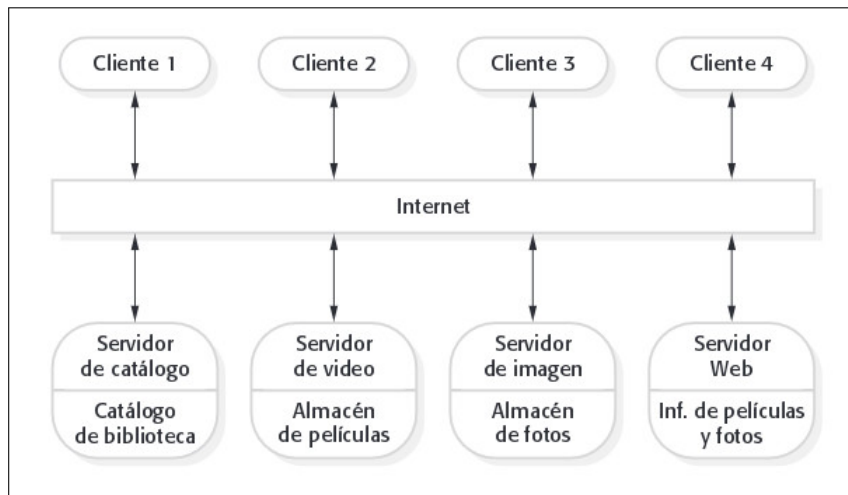 Cliente 1
Cliente 2
Cliente 3
Cliente 4
Internet
Servidor
de catálogo
Catálogo
de biblioteca
Servidor
de video
Almacén
de películas
Servidor
de imagen
Almacén
de fotos
Servidor
Web
Inf. de películas
y fotos